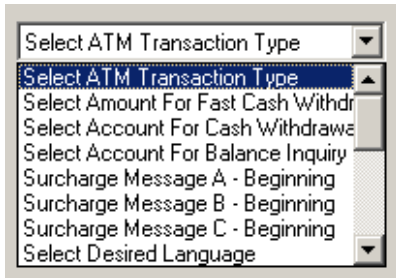 Select ATM Transaction Type
Select ATM Transaction Type
Select Amount For Fast Cash Withdr
Select Account For Cash Withdrawa
Select Account For Balance Inquiry
Surcharge Message A - Beginning
Surcharge Message B - Beginning
Surcharge Message C - Beginning
Select Desired Language